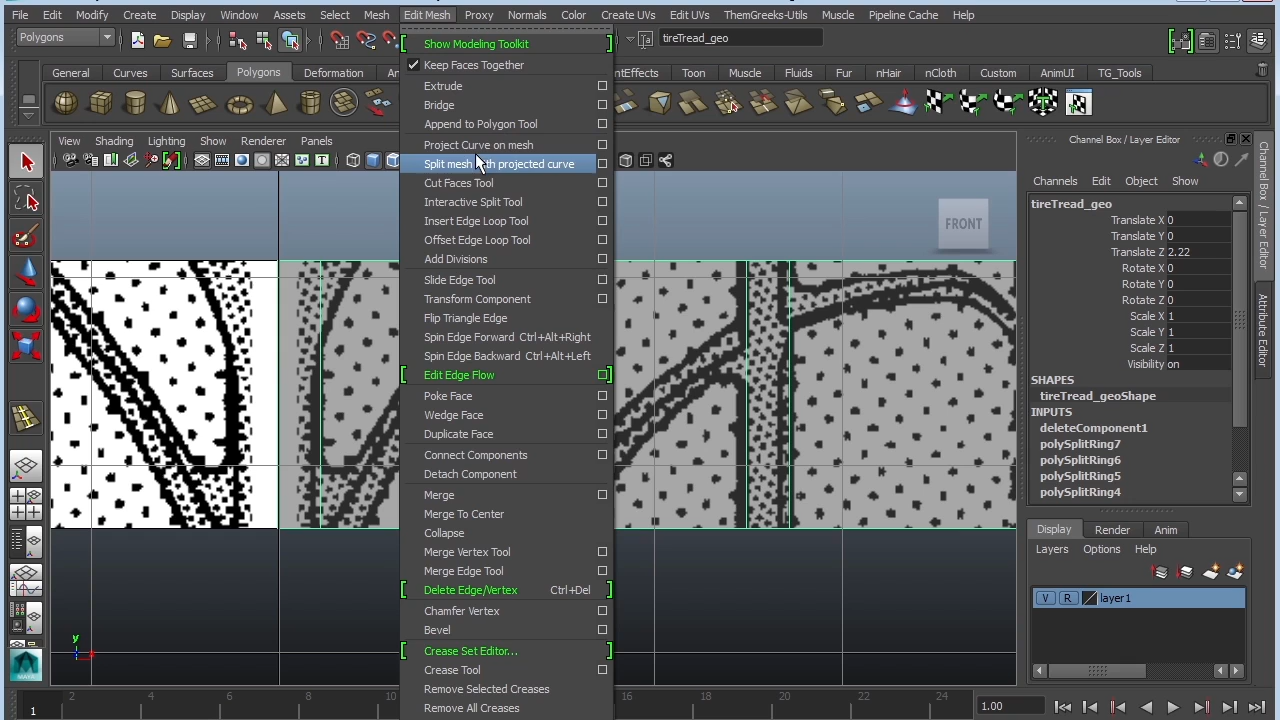 File Edit Modify Create Display Window Assets Select Mesh Edit Mesh Proxy Normals Color Create UVs Edit UVs ThemGreeks-Utils Muscle Pipeline Cache Help
Polygons
tireTread_geo
General Curves Surfaces Polygons Deformation
Toon Muscle Fluids Fur nHair nCloth Custom AnimUI TG_Tools
View Shading Lighting Show Renderer Panels
Show Modeling Toolkit
Keep Faces Together
Extrude
Bridge
Append to Polygon Tool
Project Curve on mesh
Split mesh with projected curve
Cut Faces Tool
Interactive Split Tool
Insert Edge Loop Tool
Offset Edge Loop Tool
Add Divisions
Slide Edge Tool
Transform Component
Flip Triangle Edge
Spin Edge Forward Ctrl+Alt+Right
Spin Edge Backward Ctrl+Alt+Left
Edit Edge Flow
Poke Face
Wedge Face
Duplicate Face
Connect Components
Detach Component
Merge
Merge To Center
Collapse
Merge Vertex Tool
Merge Edge Tool
Delete Edge/Vertex Ctrl+Del
Chamfer Vertex
Bevel
Crease Set Editor...
Crease Tool
Remove Selected Creases
Remove All Creases
FRONT
y
Channel Box / Layer Editor
Channels Edit Object Show
tireTread_geo
Translate X 0
Translate Y 0
Translate Z 2.22
Rotate X 0
Rotate Y 0
Rotate Z 0
Scale X 1
Scale Y 1
Scale Z 1
Visibility on
SHAPES
tireTread_geoShape
INPUTS
deleteComponent1
polySplitRing7
polySplitRing6
polySplitRing5
polySplitRing4
Display Render Anim
Layers Options Help
V R layer1
Channel Box / Layer Editor
Attribute Editor
2 4 6 8 10 16 18 20 22 24
1
1.00